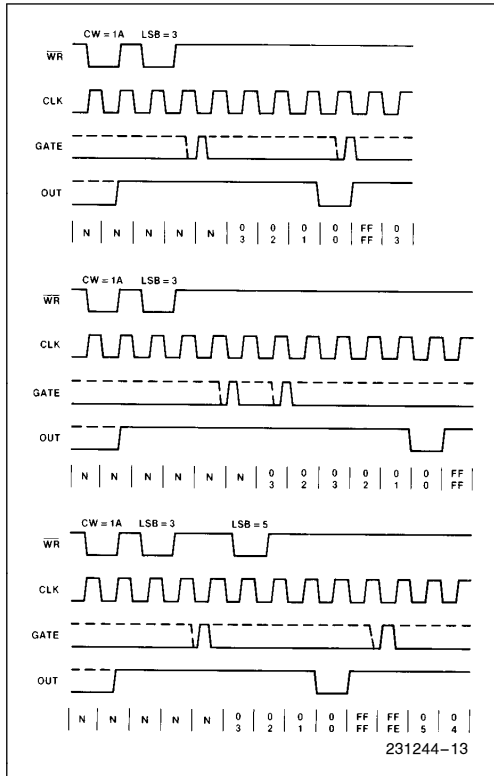 CW = 1A LSB = 3
WR
CLK
GATE
OUT
N N N N N 0 0 0 0 FF 0
3 2 1 0 FF 3
CW = 1A LSB = 3
WR
CLK
GATE
OUT
N N N N N N 0 0 0 0 0 0 FF
3 2 3 2 1 0 FF
CW = 1A LSB = 3 LSB = 5
WR
CLK
GATE
OUT
N N N N N 0 0 0 0 FF FF 0 0
3 2 1 0 FF FE 5 4
231244–13